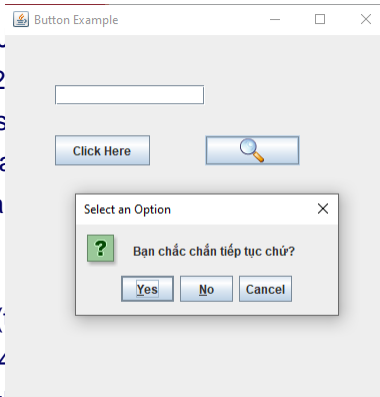 Button Example
Click Here
Select an Option
Bạn chắc chắn tiếp tục chứ?
Yes No Cancel